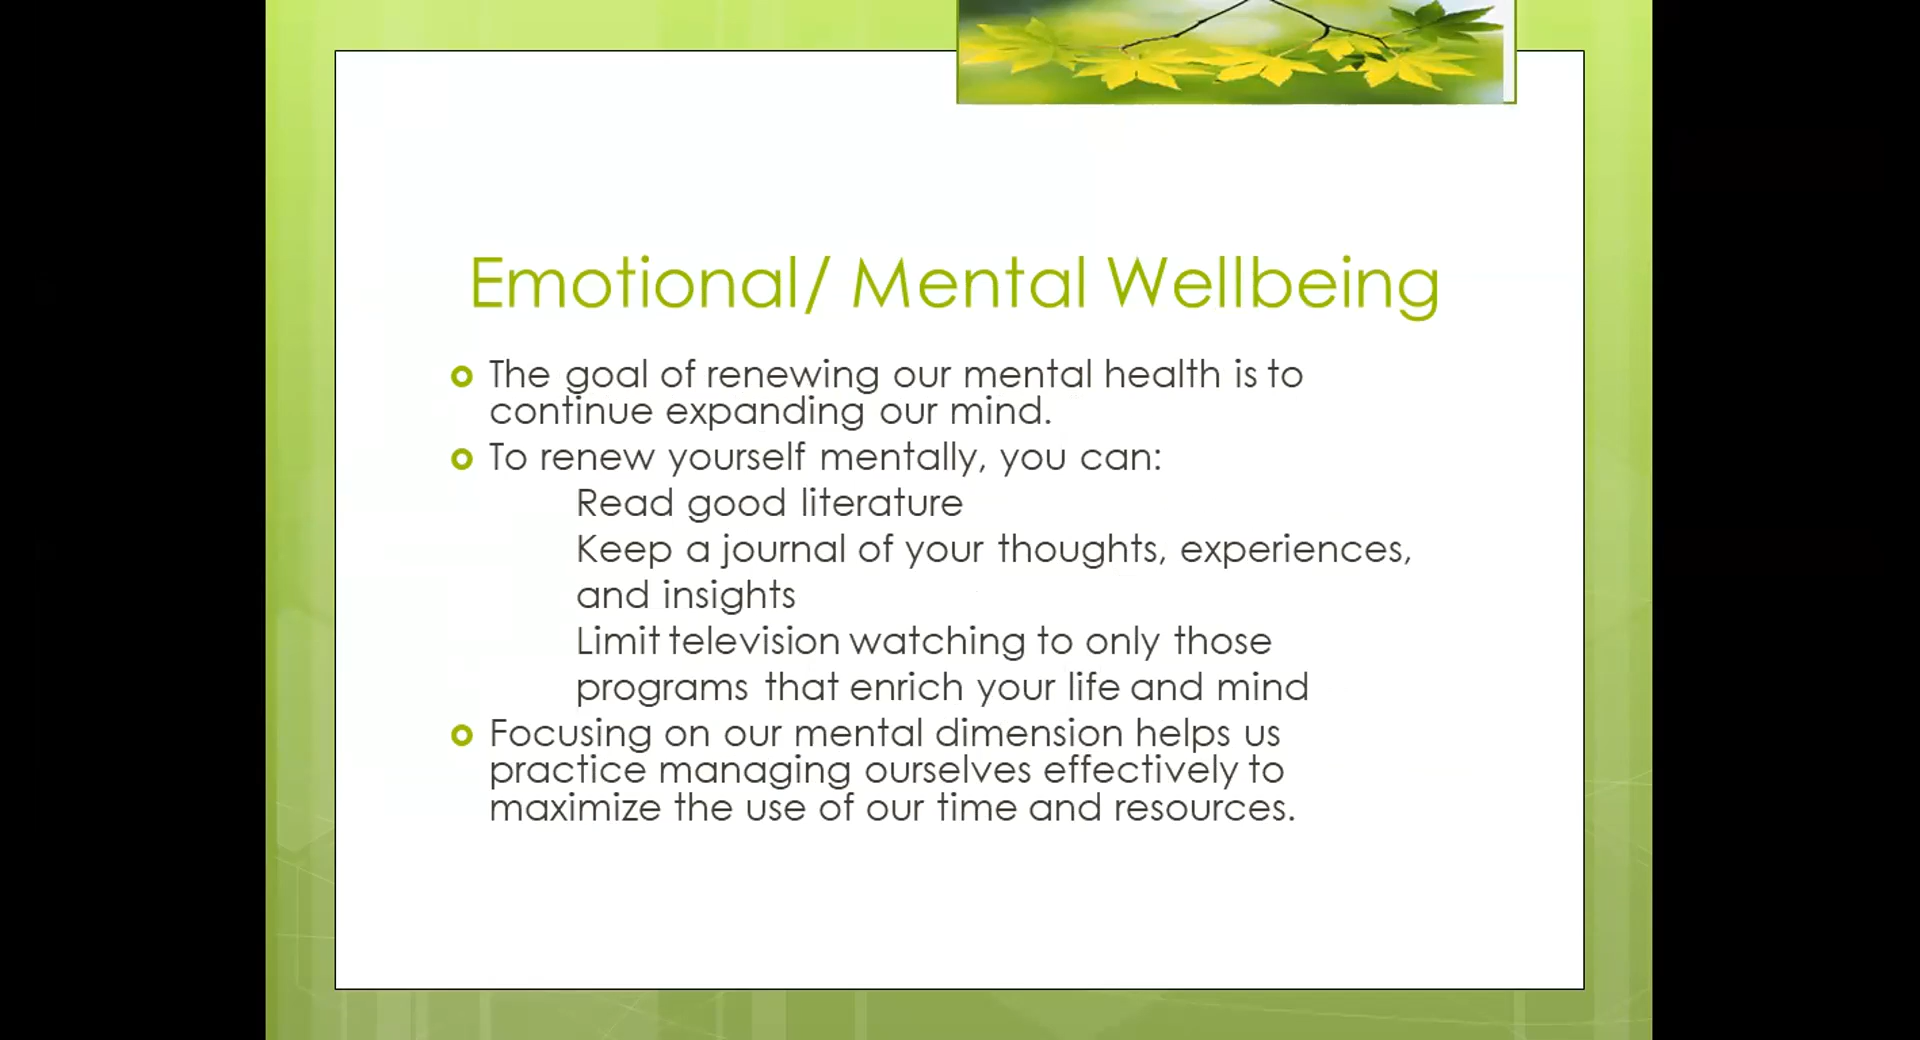 Emotional/ Mental Wellbeing
The goal of renewing our mental health is to
continue expanding our mind.
To renew yourself mentally, you can:
Read good literature
Keep a journal of your thoughts, experiences,
and insights
Limit television watching to only those
programs that enrich your life and mind
Focusing on our mental dimension helps us
practice managing ourselves effectively to
maximize the use of our time and resources.